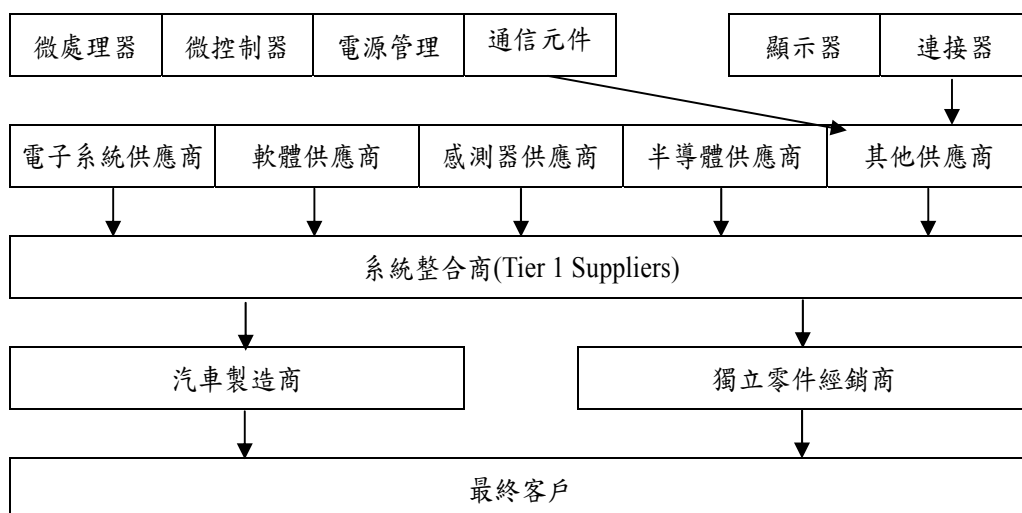 微處理器 微控制器 電源管理 通信元件 顯示器 連接器
電子系統供應商 軟體供應商 感測器供應商 半導體供應商 其他供應商
系統整合商(Tier 1 Suppliers)
汽車製造商 獨立零件經銷商
最終客戶